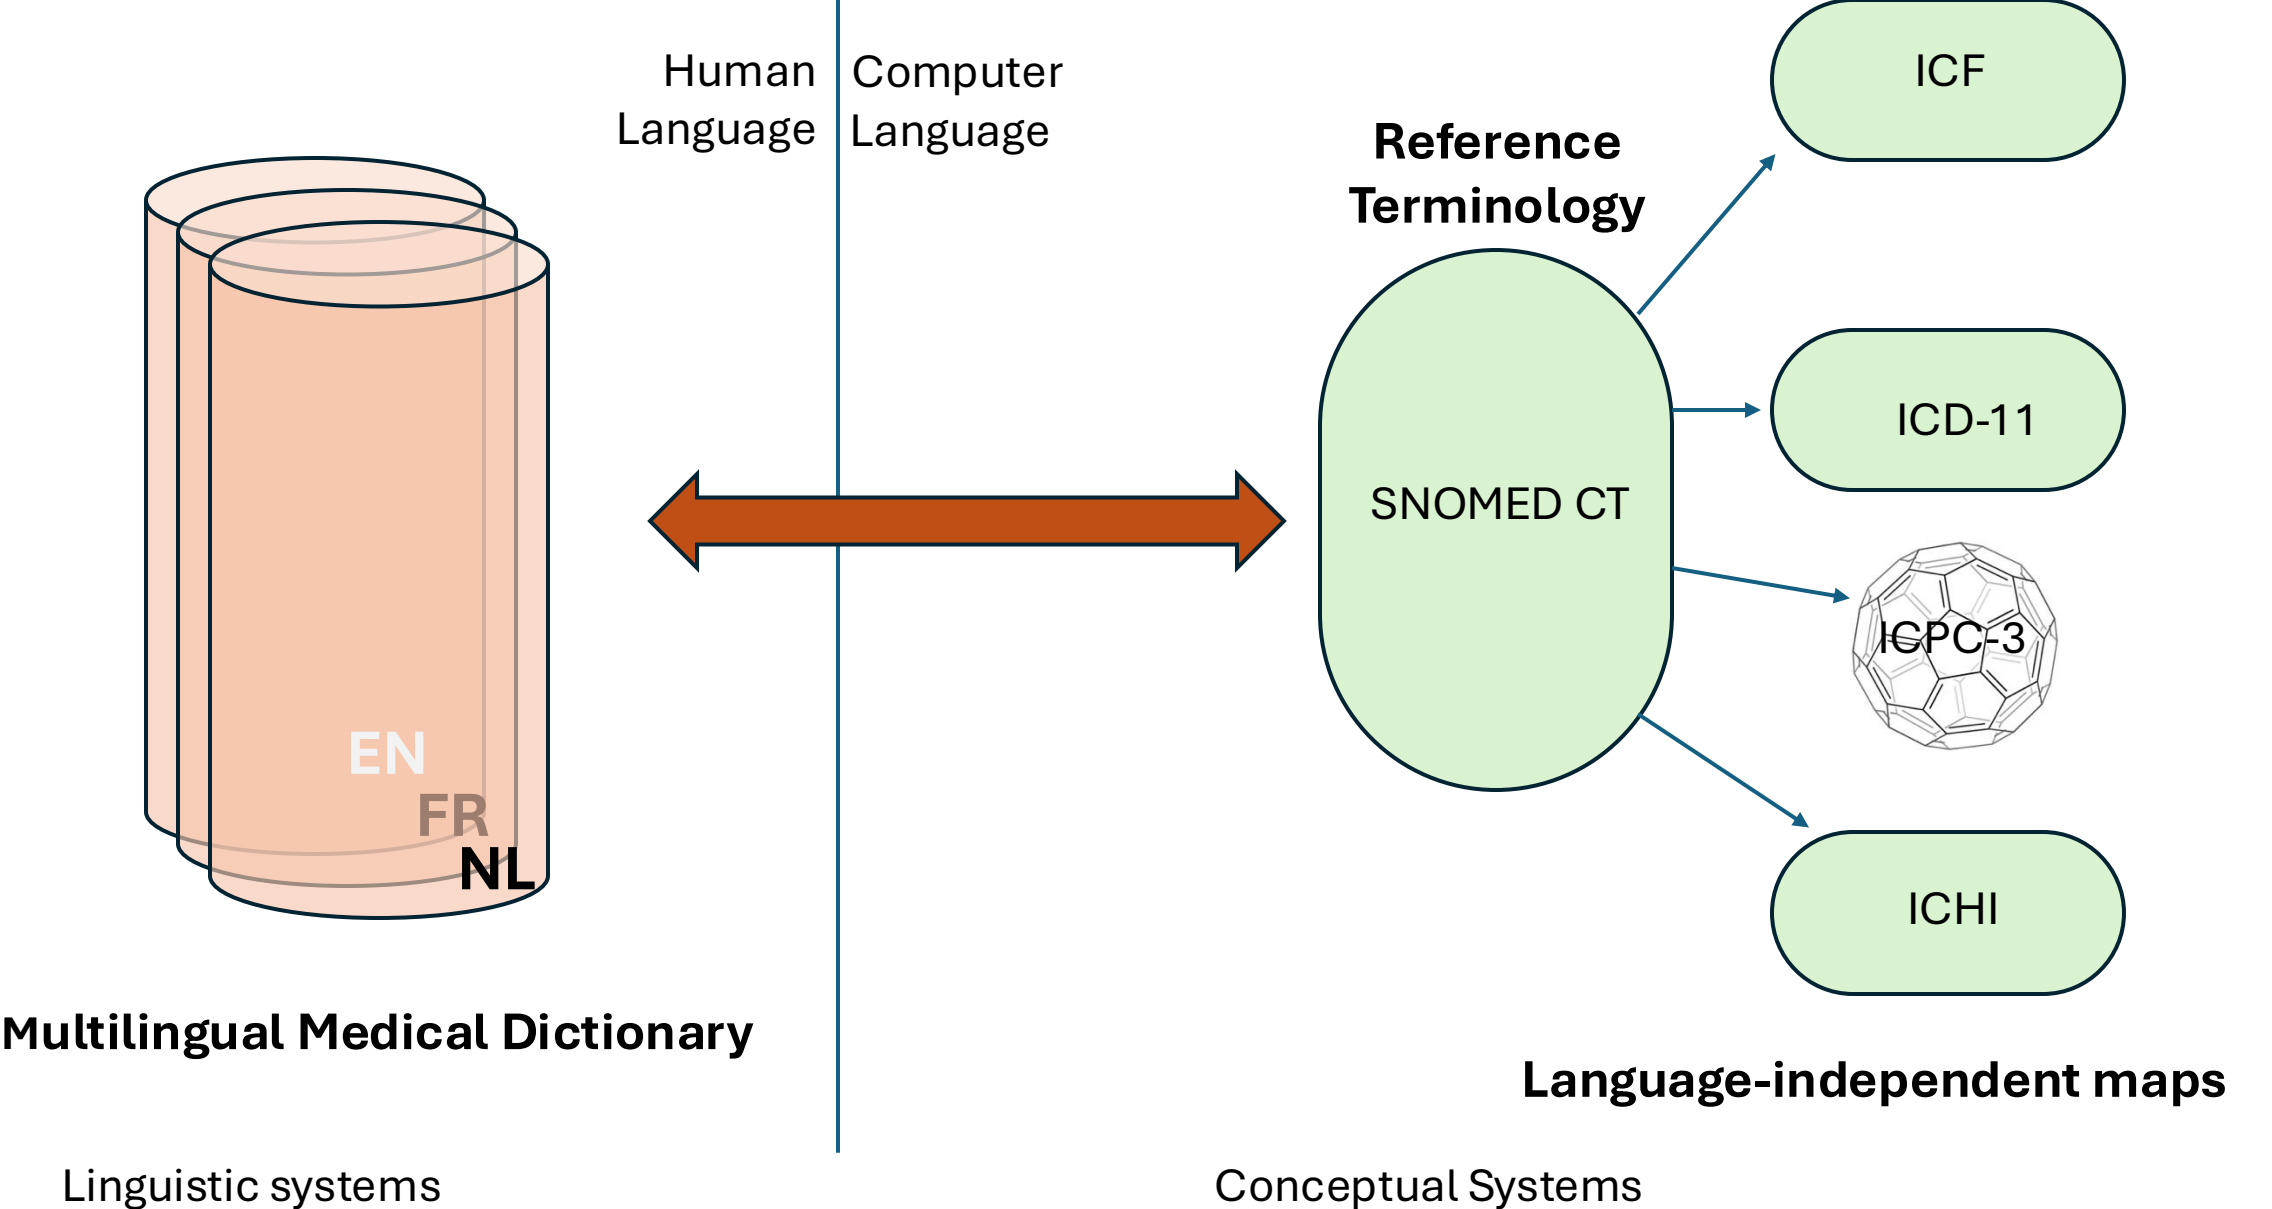 Human
Language
Computer
Language
EN
FR
NL
Multilingual Medical Dictionary
Linguistic systems
Reference
Terminology
SNOMED CT
ICF
ICD-11
ICPC-3
ICHI
Language-independent maps
Conceptual Systems